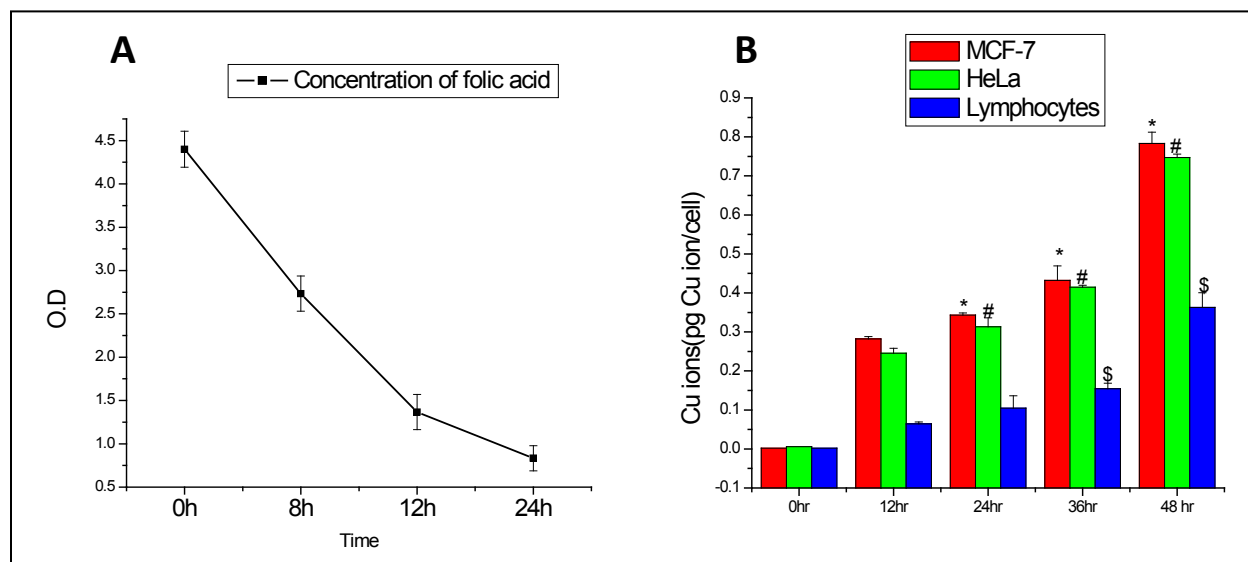 A
Concentration of folic acid
4.5
4.0
3.5
3.0
2.5
2.0
1.5
1.0
0.5
O.D
0h
8h
12h
24h
Time
B
MCF-7
HeLa
Lymphocytes
0.9
0.8
0.7
0.6
0.5
0.4
0.3
0.2
0.1
0.0
-0.1
Cu ions(pg Cu ion/cell)
* #
* # $
* # $
0hr
12hr
24hr
36hr
48 hr